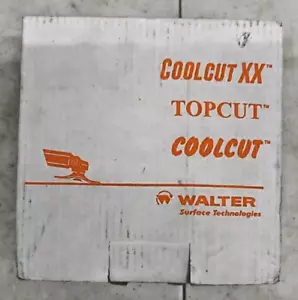 COOLCUT XX™
TOPCUT™
COOLCUT™
WALTER
Surface Technologies